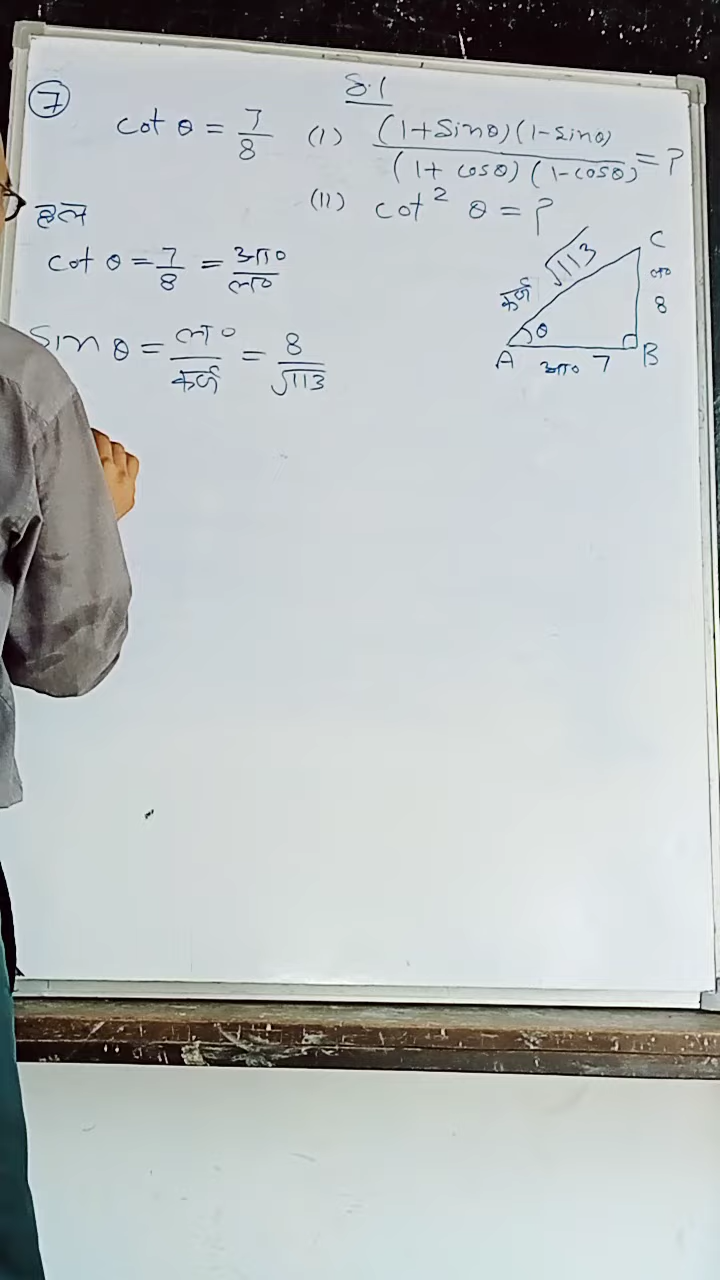 8.1
(7) cot θ = 7/8 (I) (1+Sinθ)(1-Sinθ)/(1+cosθ)(1-cosθ) = ?
(II) cot² θ = ?
हल
cot θ = 7/8 = आ०/ल०
Sin θ = ल०/कर्ण = 8/√113
C
√113
कर्ण
ल०
8
θ
A
आ० 7
B